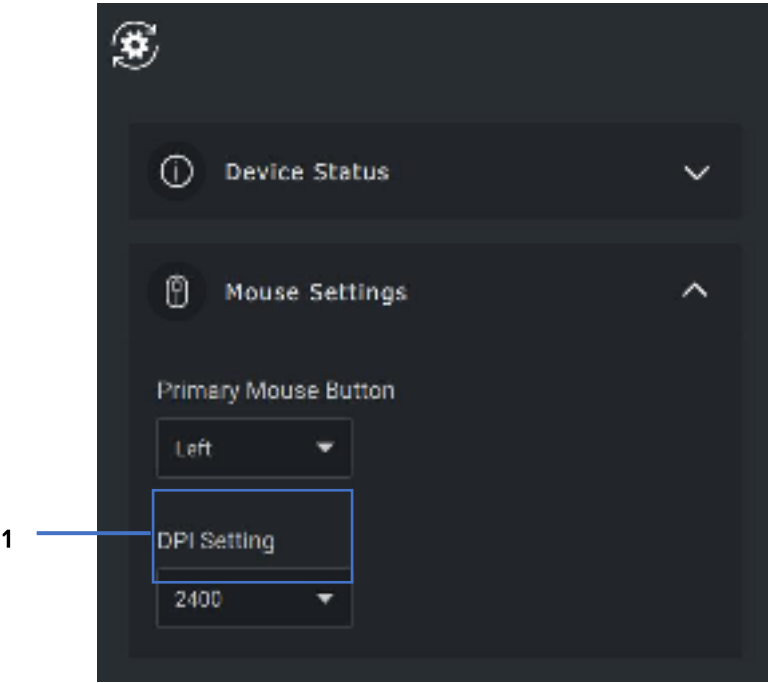 Device Status
Mouse Settings
Primary Mouse Button
Left
1
DPI Setting
2400